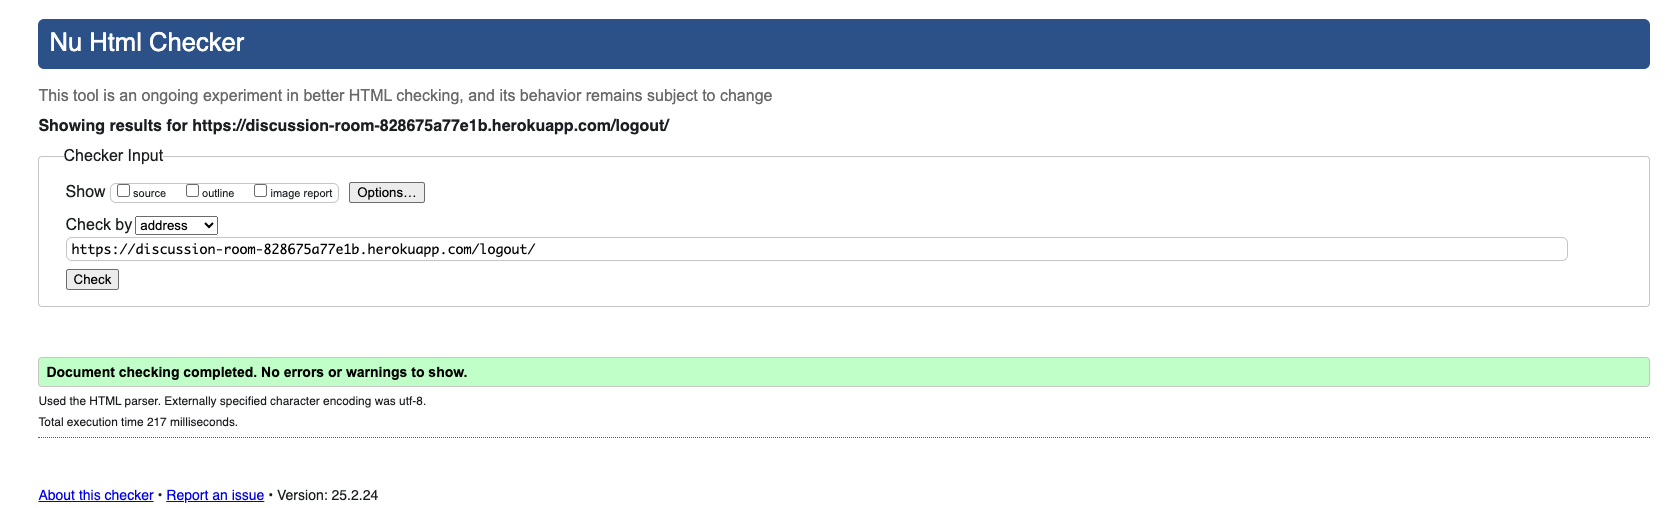 Nu Html Checker
This tool is an ongoing experiment in better HTML checking, and its behavior remains subject to change
Showing results for https://discussion-room-828675a77e1b.herokuapp.com/logout/
Checker Input
Show source outline image report Options…
Check by address
https://discussion-room-828675a77e1b.herokuapp.com/logout/
Check
Document checking completed. No errors or warnings to show.
Used the HTML parser. Externally specified character encoding was utf-8.
Total execution time 217 milliseconds.
About this checker • Report an issue • Version: 25.2.24